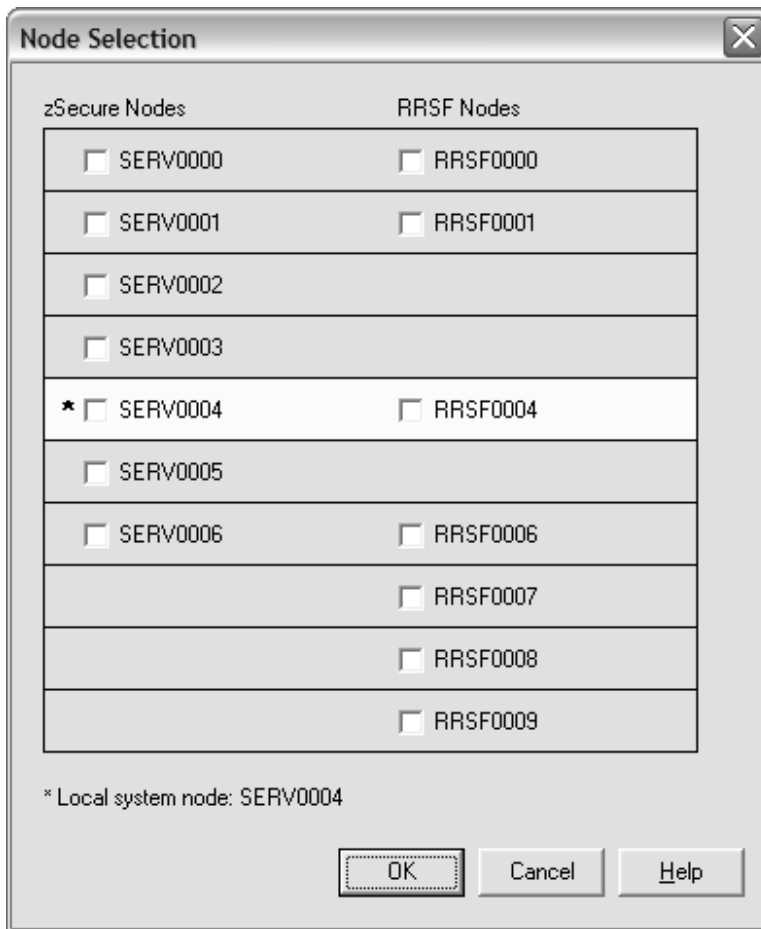 Node Selection
zSecure Nodes RRSF Nodes
SERV0000 RRSF0000
SERV0001 RRSF0001
SERV0002
SERV0003
* SERV0004 RRSF0004
SERV0005
SERV0006 RRSF0006
RRSF0007
RRSF0008
RRSF0009
* Local system node: SERV0004
OK Cancel Help